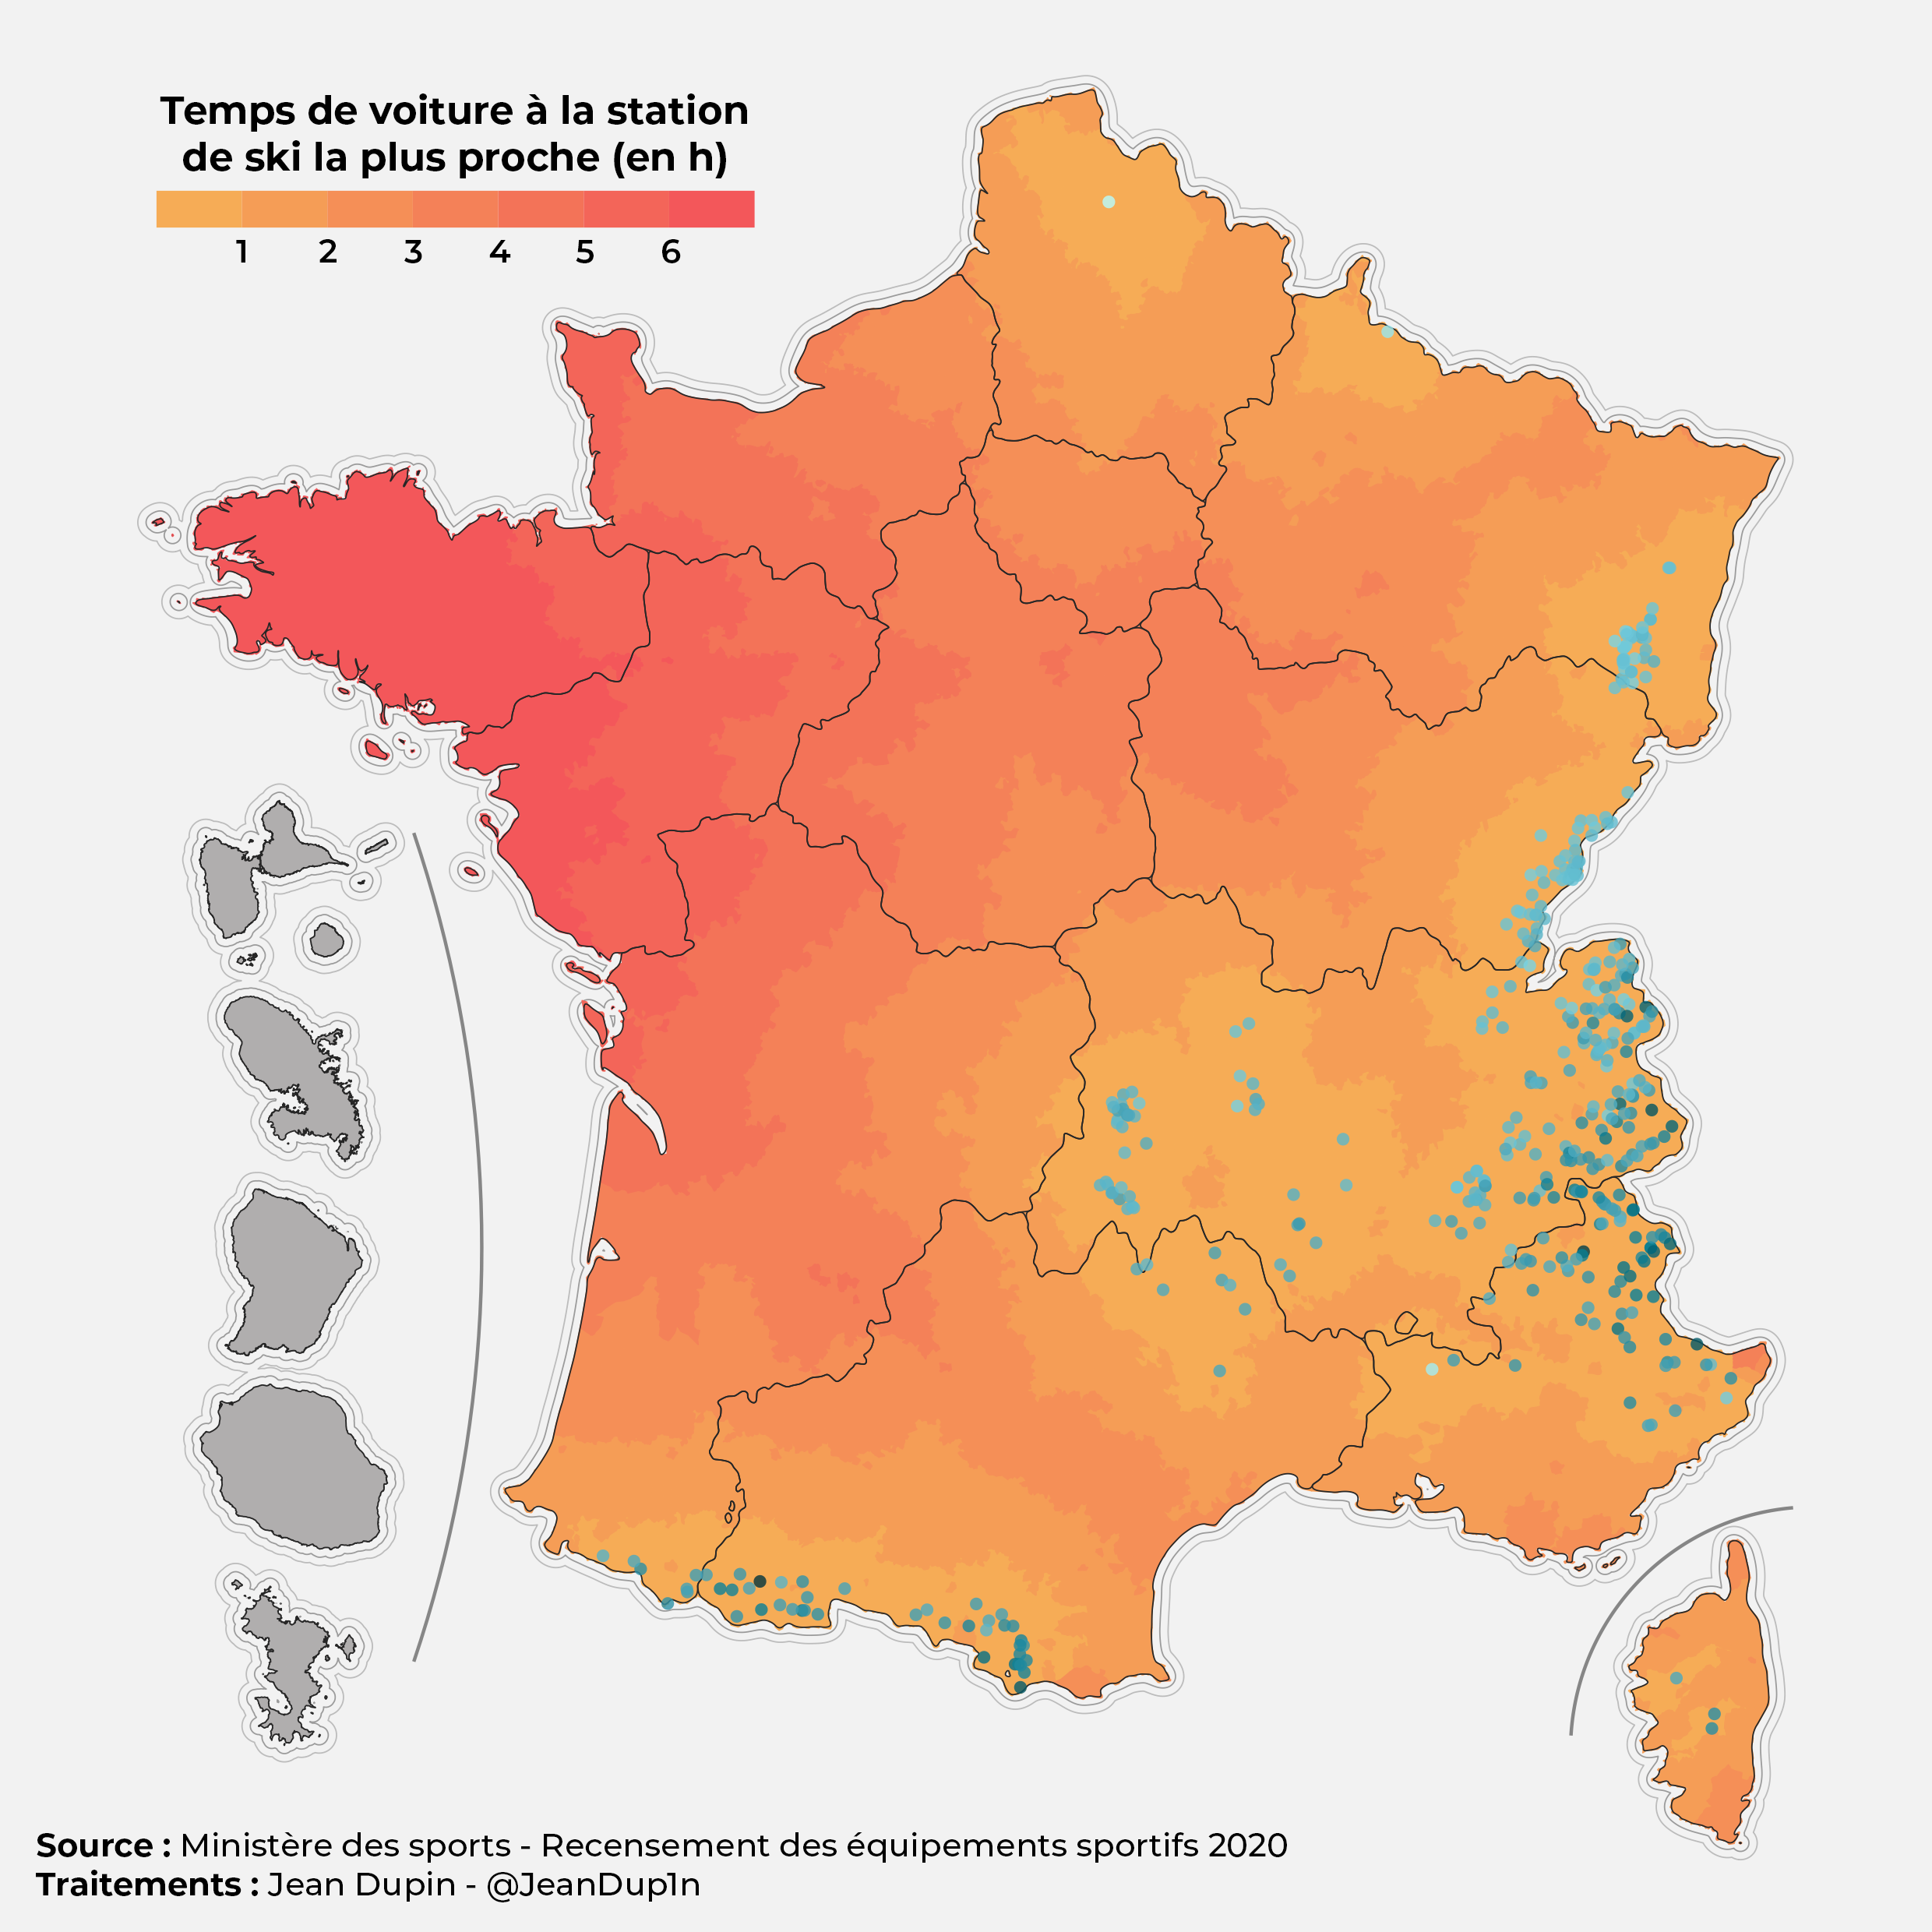 Temps de voiture à la station
de ski la plus proche (en h)
1 2 3 4 5 6
Source : Ministère des sports - Recensement des équipements sportifs 2020
Traitements : Jean Dupin - @JeanDup1n